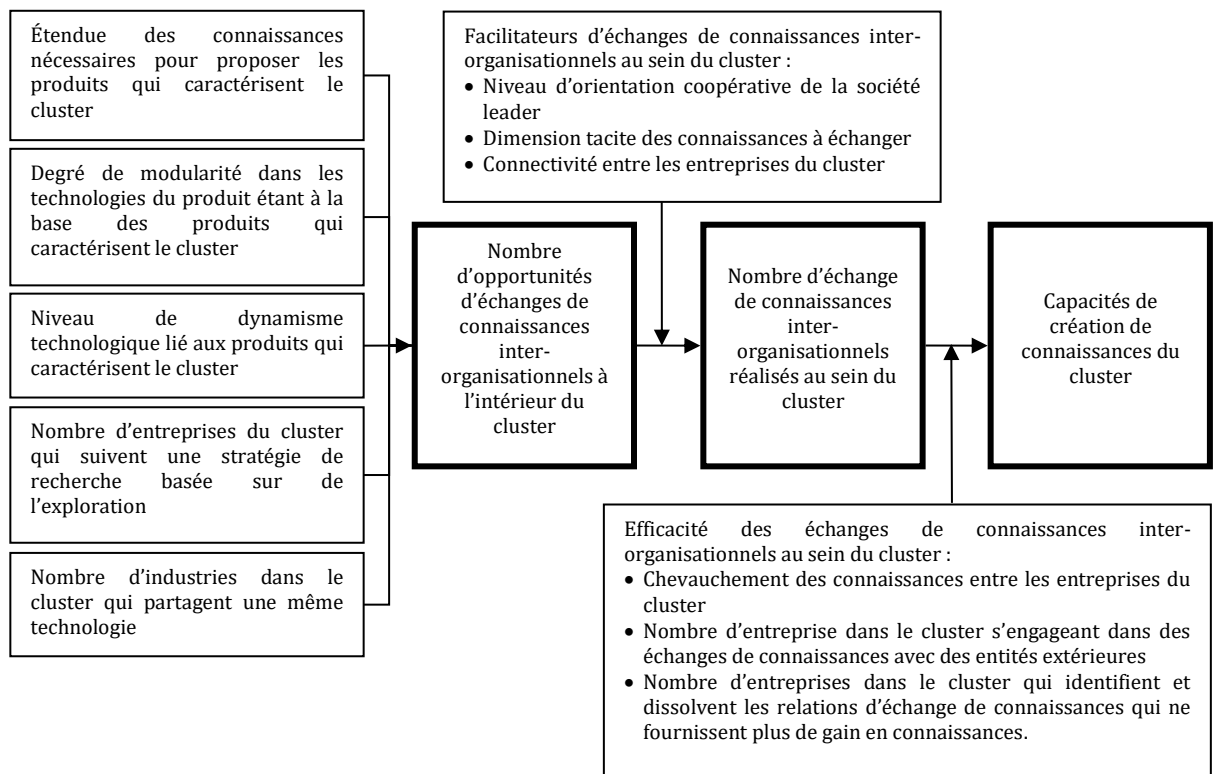 Étendue des connaissances
nécessaires pour proposer les
produits qui caractérisent le
cluster
Degré de modularité dans les
technologies du produit étant à la
base des produits qui
caractérisent le cluster
Niveau de dynamisme
technologique lié aux produits qui
caractérisent le cluster
Nombre d'entreprises du cluster
qui suivent une stratégie de
recherche basée sur de
l'exploration
Nombre d'industries dans le
cluster qui partagent une même
technologie
Facilitateurs d'échanges de connaissances inter-
organisationnels au sein du cluster :
• Niveau d'orientation coopérative de la société
leader
• Dimension tacite des connaissances à échanger
• Connectivité entre les entreprises du cluster
Nombre
d'opportunités
d'échanges de
connaissances
inter-
organisationnels à
l'intérieur du
cluster
Nombre d'échange
de connaissances
inter-
organisationnels
réalisés au sein du
cluster
Capacités de
création de
connaissances du
cluster
Efficacité des échanges de connaissances inter-
organisationnels au sein du cluster :
• Chevauchement des connaissances entre les entreprises du
cluster
• Nombre d'entreprise dans le cluster s'engageant dans des
échanges de connaissances avec des entités extérieures
• Nombre d'entreprises dans le cluster qui identifient et
dissolvent les relations d'échange de connaissances qui ne
fournissent plus de gain en connaissances.